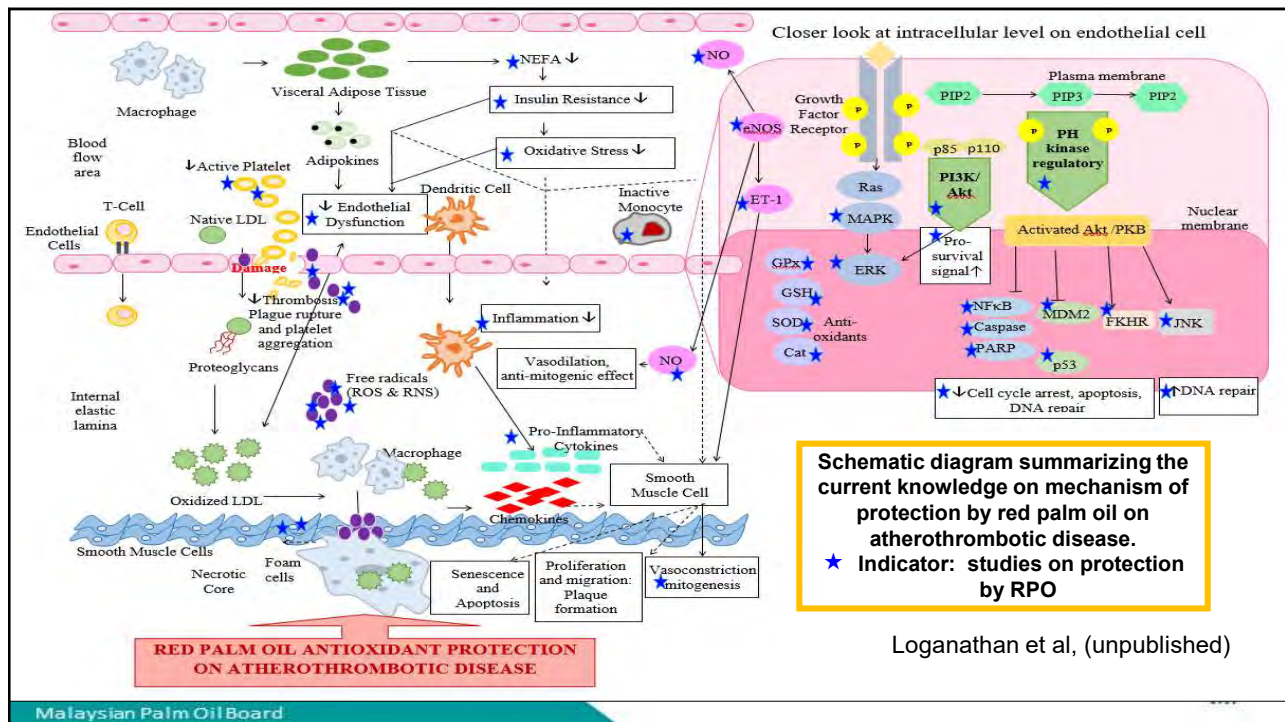 Closer look at intracellular level on endothelial cell
Macrophage
Visceral Adipose Tissue
NEFA ↓
Insulin Resistance ↓
Oxidative Stress ↓
Adipokines
Blood
flow
area
↓ Active Platelet
T-Cell
Native LDL
Endothelial
Cells
↓ Endothelial
Dysfunction
Dendritic Cell
Inactive
Monocyte
Damage
↓ Thrombosis
Plague rupture
and platelet
aggregation
Proteoglycans
Inflammation ↓
Vasodilation,
anti-mitogenic effect
NO
Free radicals
(ROS & RNS)
Internal
elastic
lamina
Pro-Inflammatory
Cytokines
Macrophage
Oxidized LDL
Chemokines
Smooth
Muscle Cell
Smooth Muscle Cells
Foam
cells
Necrotic
Core
Senescence
and
Apoptosis
Proliferation
and migration:
Plaque
formation
Vasoconstriction
mitogenesis
RED PALM OIL ANTIOXIDANT PROTECTION
ON ATHEROTHROMBOTIC DISEASE
NO
eNOS
ET-1
Growth
Factor
Receptor
P
P
P
P
PIP2
PIP3
PIP2
Plasma membrane
P
P
p85 p110
PI3K/
Akt
PH
kinase
regulatory
Ras
MAPK
ERK
Pro-
survival
signal↑
Activated Akt /PKB
Nuclear
membrane
GPx
GSH
SOD
Cat
Anti-
oxidants
NFκB
Caspase
PARP
MDM2
p53
FKHR
JNK
↓ Cell cycle arrest, apoptosis,
DNA repair
↑DNA repair
Schematic diagram summarizing the
current knowledge on mechanism of
protection by red palm oil on
atherothrombotic disease.
★ Indicator: studies on protection
by RPO
Loganathan et al, (unpublished)
Malaysian Palm Oil Board